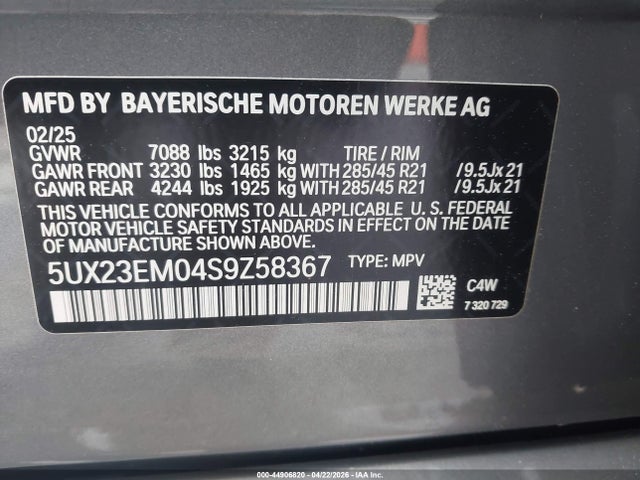 MFD BY BAYERISCHE MOTOREN WERKE AG
02/25
GVWR 7088 lbs 3215 kg TIRE / RIM
GAWR FRONT 3230 lbs 1465 kg WITH 285/45 R21 /9.5Jx21
GAWR REAR 4244 lbs 1925 kg WITH 285/45 R21 /9.5Jx21
THIS VEHICLE CONFORMS TO ALL APPLICABLE U.S. FEDERAL
MOTOR VEHICLE SAFETY STANDARDS IN EFFECT ON THE DATE
OF MANUFACTURE SHOWN ABOVE.
5UX23EM04S9Z58367 TYPE: MPV
C4W
7 320 729
000-44906820 - 04/22/2026 - IAA Inc.